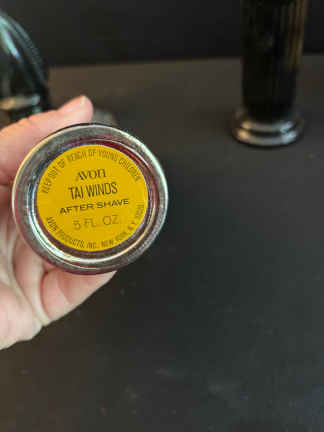 KEEP OUT OF REACH OF YOUNG CHILDREN
AVON
TAI WINDS
AFTER SHAVE
5 FL. OZ.
AVON PRODUCTS, INC., NEW YORK, N.Y. 10020